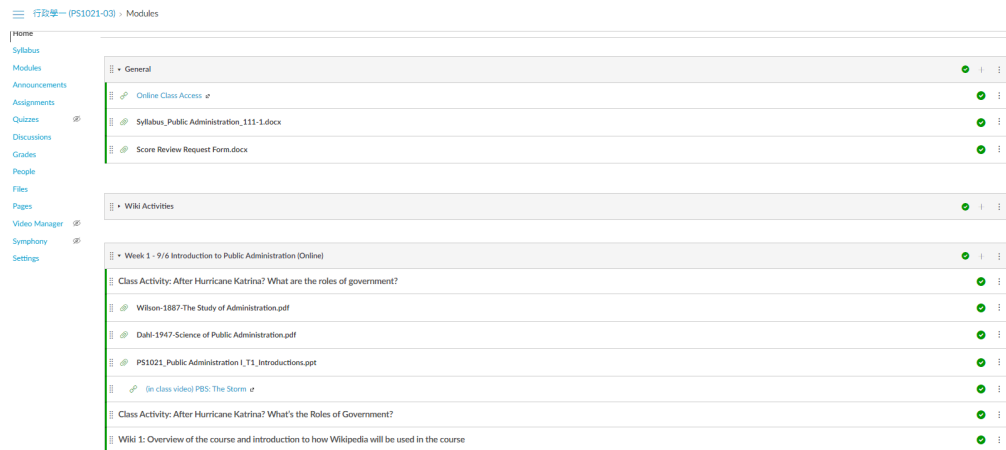 行政學一 (PS1021-03) › Modules
Home
Syllabus
Modules
Announcements
Assignments
Quizzes
Discussions
Grades
People
Files
Pages
Video Manager
Symphony
Settings
General
Online Class Access
Syllabus_Public Administration_111-1.docx
Score Review Request Form.docx
Wiki Activities
Week 1 - 9/6 Introduction to Public Administration (Online)
Class Activity: After Hurricane Katrina? What are the roles of government?
Wilson-1887-The Study of Administration.pdf
Dahl-1947-Science of Public Administration.pdf
PS1021_Public Administration I_T1_Introductions.ppt
(in class video) PBS: The Storm
Class Activity: After Hurricane Katrina? What's the Roles of Government?
Wiki 1: Overview of the course and introduction to how Wikipedia will be used in the course